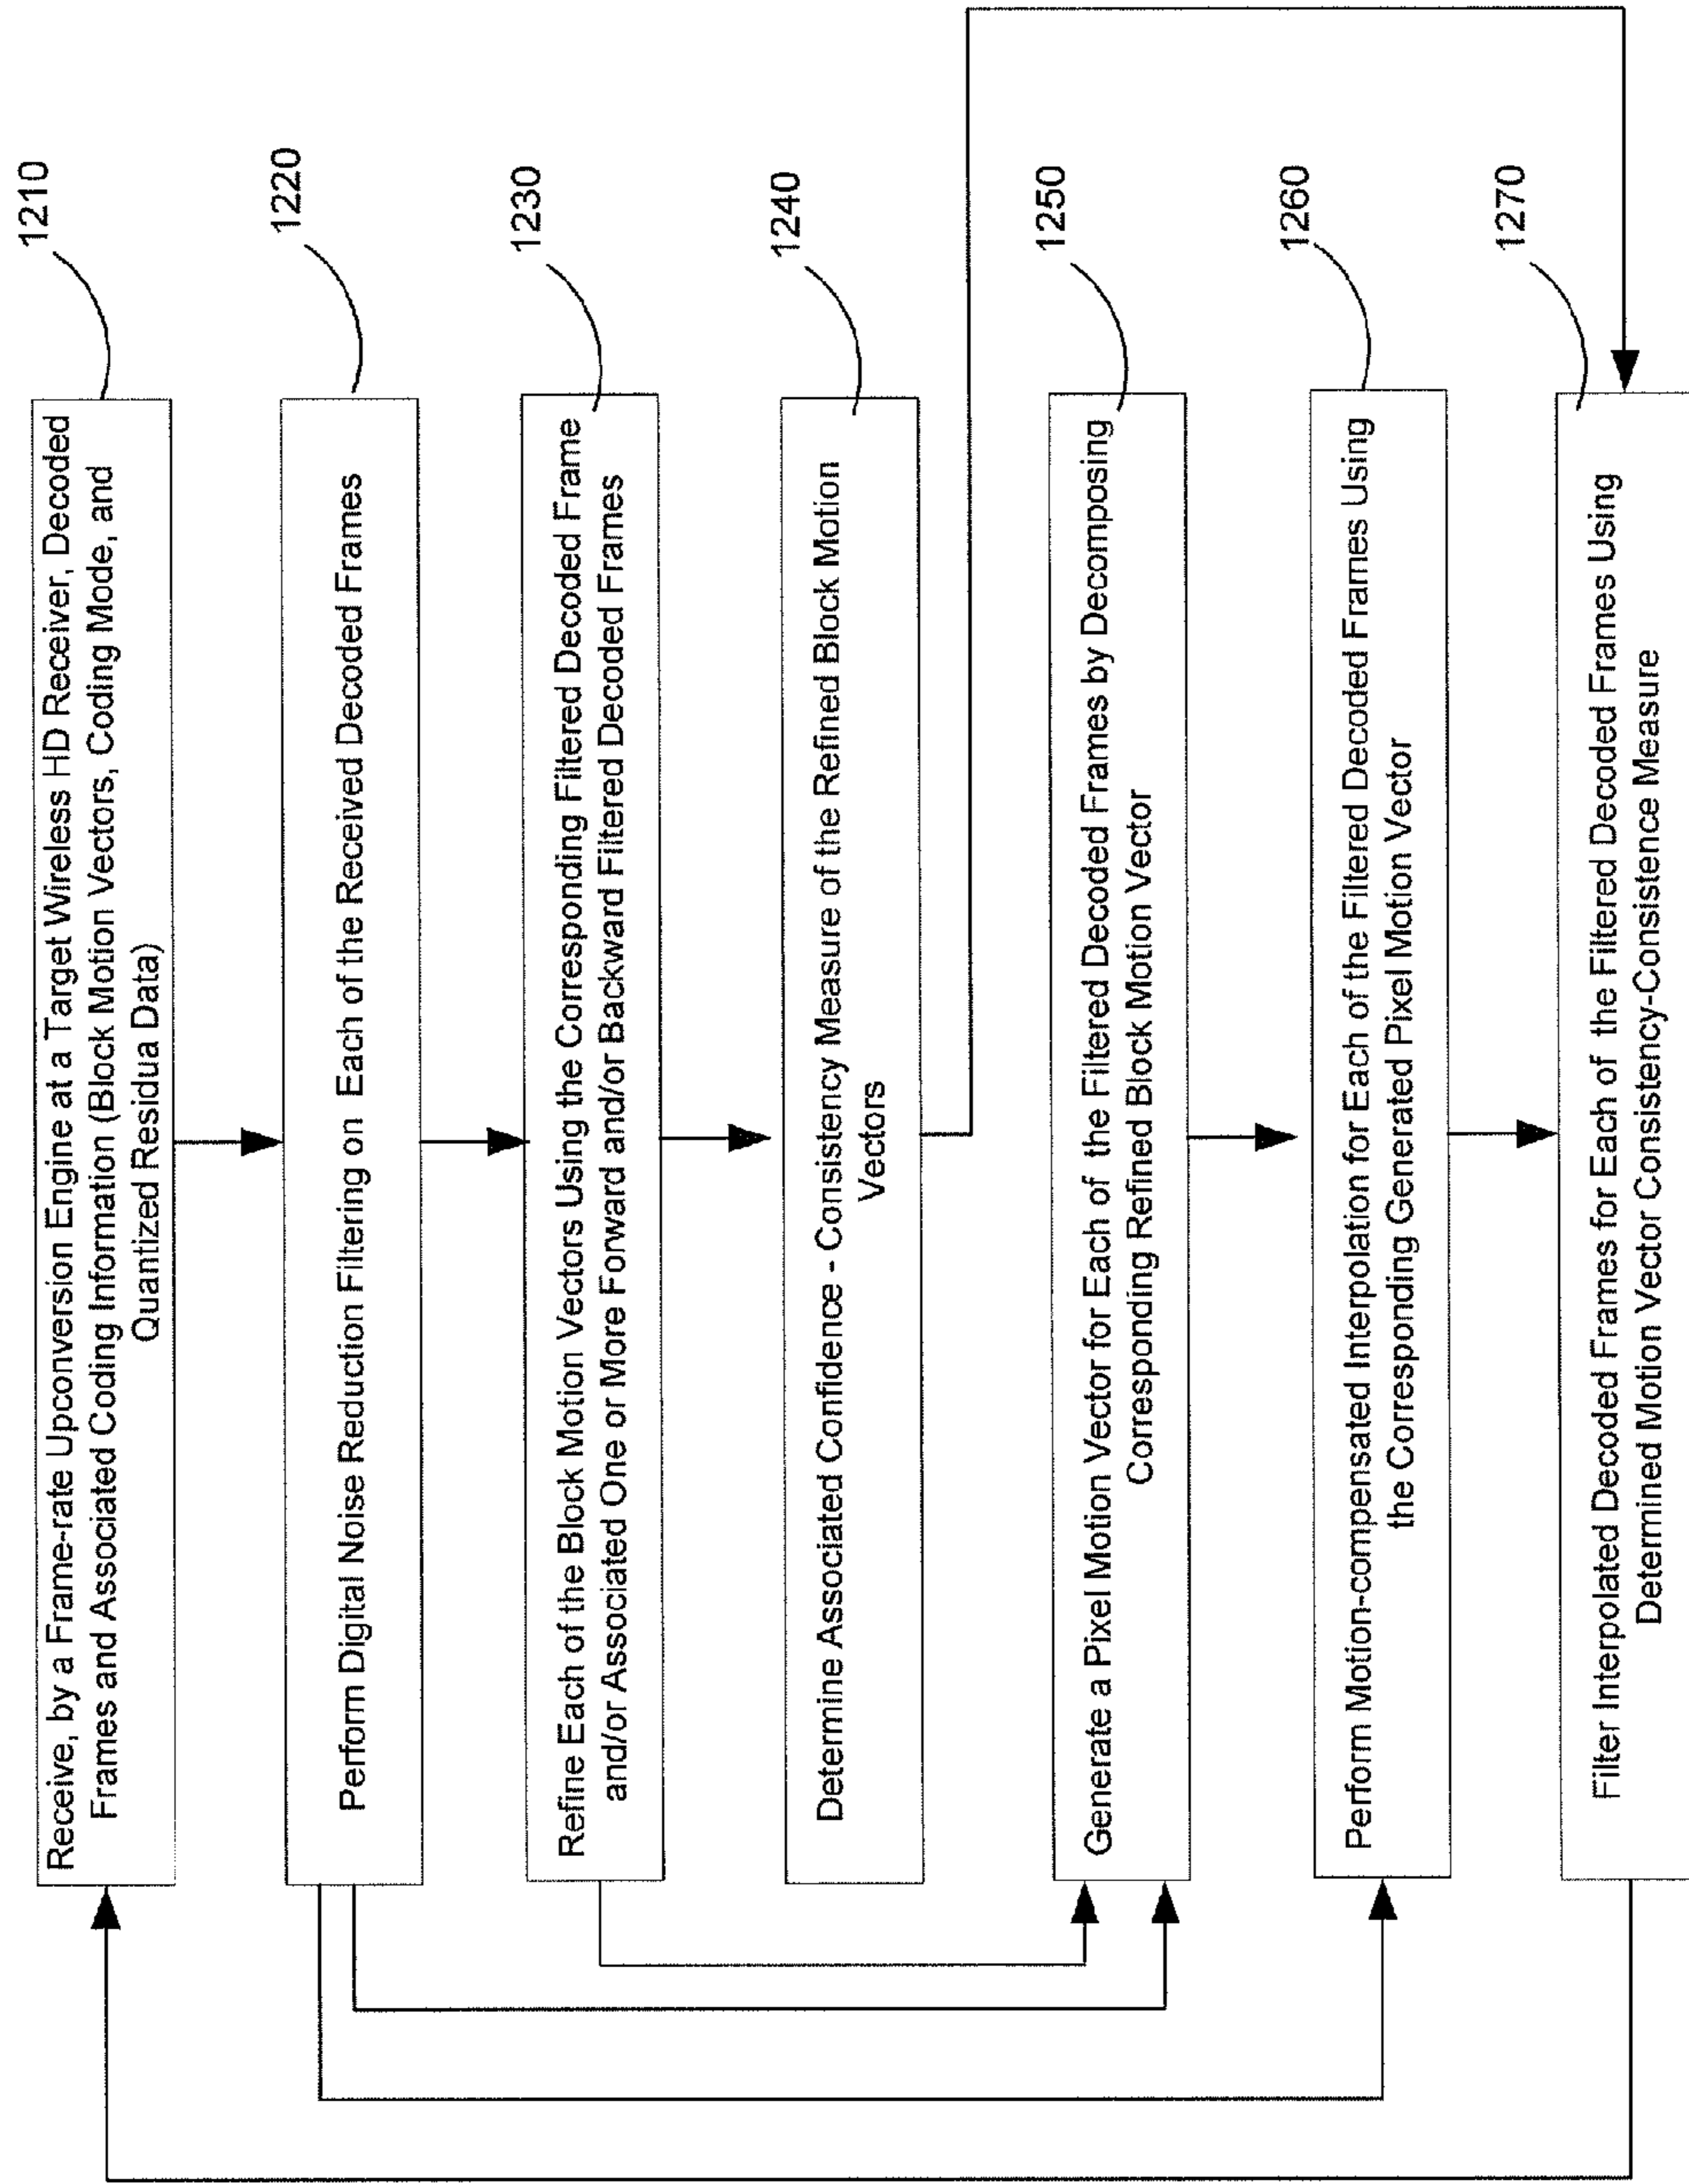 1210
Receive, by a Frame-rate Upconversion Engine at a Target Wireless HD Receiver, Decoded
Frames and Associated Coding Information (Block Motion Vectors, Coding Mode, and
Quantized Residua Data)
1220
Perform Digital Noise Reduction Filtering on Each of the Received Decoded Frames
1230
Refine Each of the Block Motion Vectors Using the Corresponding Filtered Decoded Frame
and/or Associated One or More Forward and/or Backward Filtered Decoded Frames
1240
Determine Associated Confidence - Consistency Measure of the Refined Block Motion
Vectors
1250
Generate a Pixel Motion Vector for Each of the Filtered Decoded Frames by Decomposing
Corresponding Refined Block Motion Vector
1260
Perform Motion-compensated Interpolation for Each of the Filtered Decoded Frames Using
the Corresponding Generated Pixel Motion Vector
1270
Filter Interpolated Decoded Frames for Each of the Filtered Decoded Frames Using
Determined Motion Vector Consistency-Consistence Measure